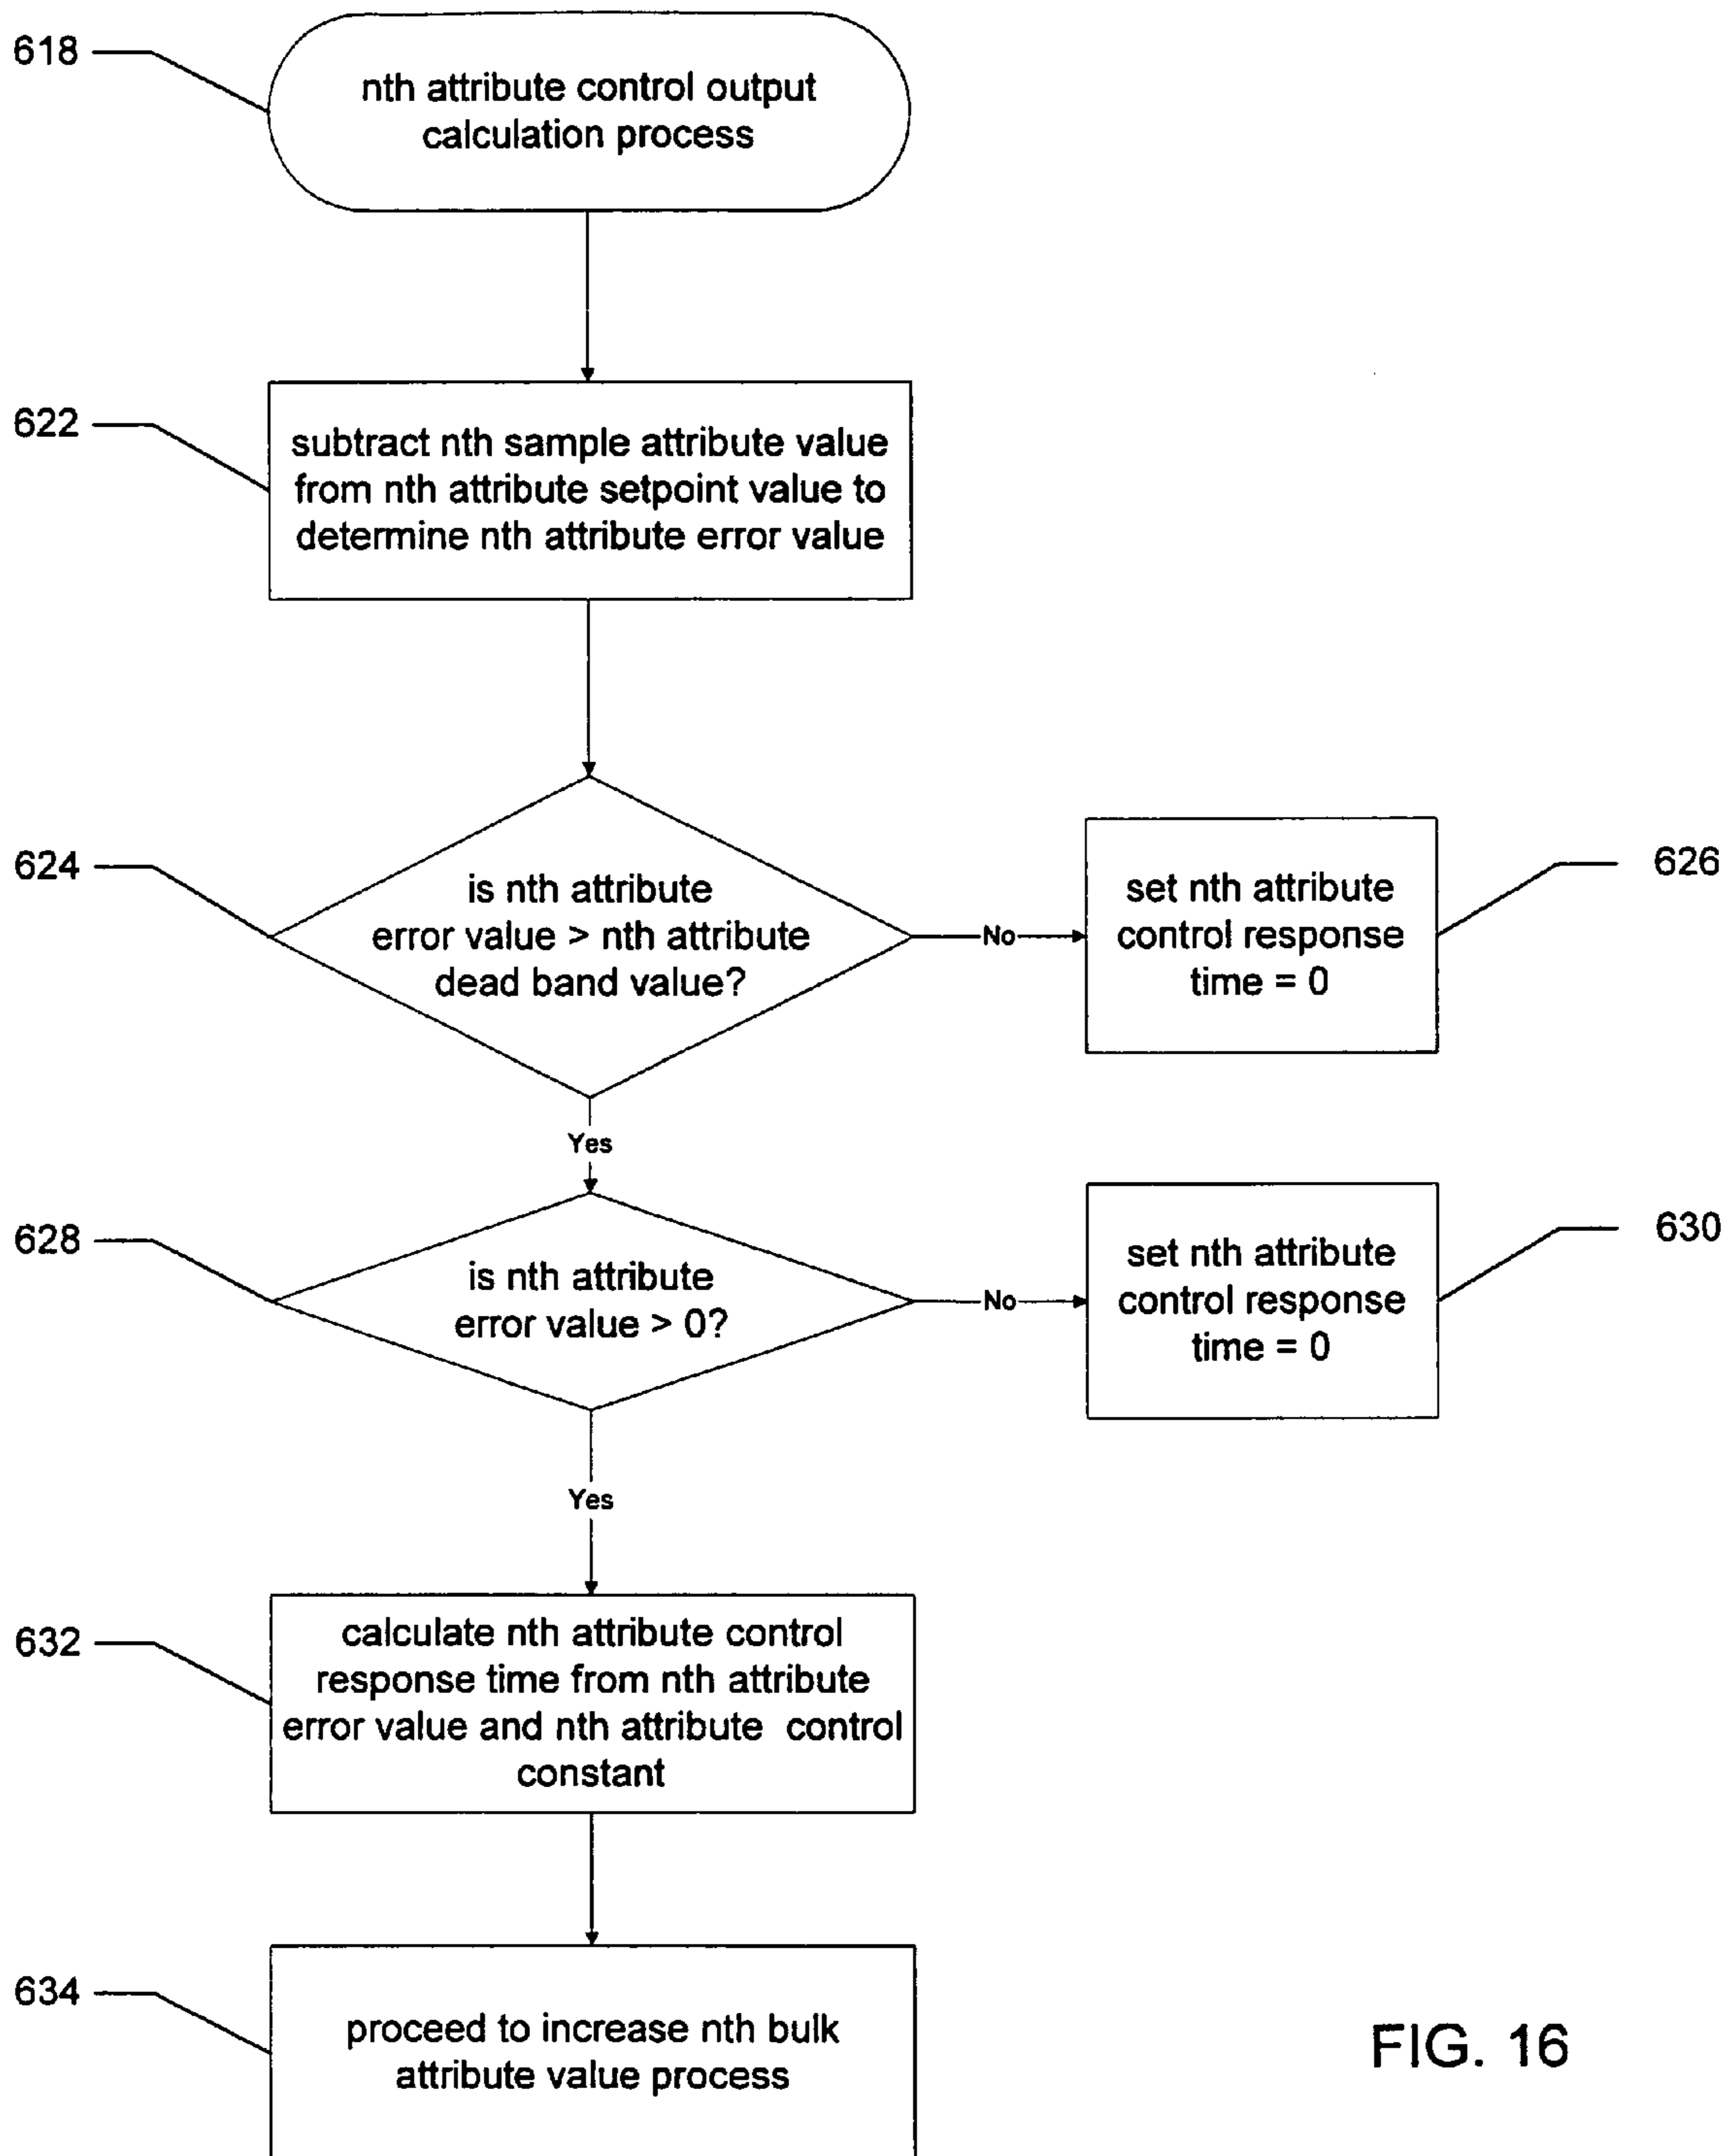 618
nth attribute control output
calculation process
622
subtract nth sample attribute value
from nth attribute setpoint value to
determine nth attribute error value
624
is nth attribute
error value > nth attribute
dead band value?
No
set nth attribute
control response
time = 0
626
Yes
628
is nth attribute
error value > 0?
No
set nth attribute
control response
time = 0
630
Yes
632
calculate nth attribute control
response time from nth attribute
error value and nth attribute control
constant
634
proceed to increase nth bulk
attribute value process
FIG. 16